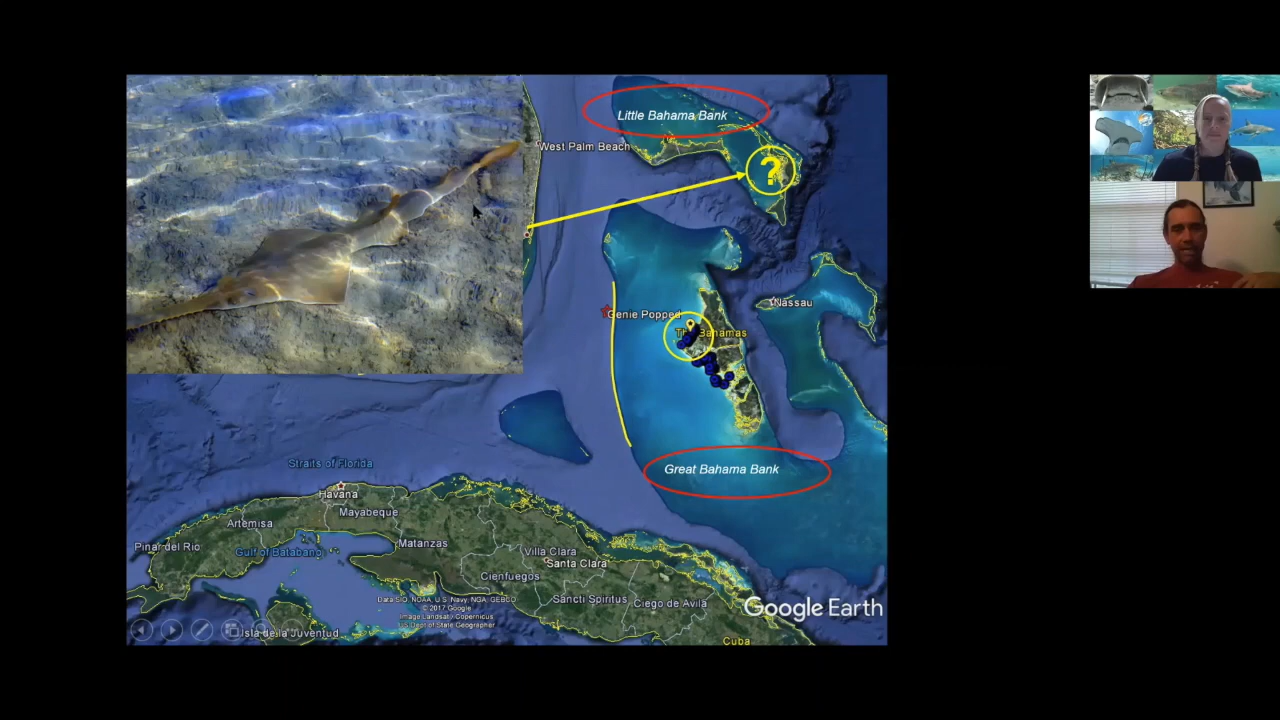 Little Bahama Bank
West Palm Beach
?
Nassau
Genie Popped
The Bahamas
Great Bahama Bank
Straits of Florida
Havana
Mayabeque
Artemisa
Pinar del Rio
Gulf of Batabano
Matanzas
Villa Clara
Santa Clara
Cienfuegos
Sancti Spiritus
Ciego de Avila
Data SIO, NOAA, U.S. Navy, NGA, GEBCO
© 2017 Google
Image Landsat / Copernicus
US Dept of State Geographer
Google Earth
Isla de la Juventud
Cuba